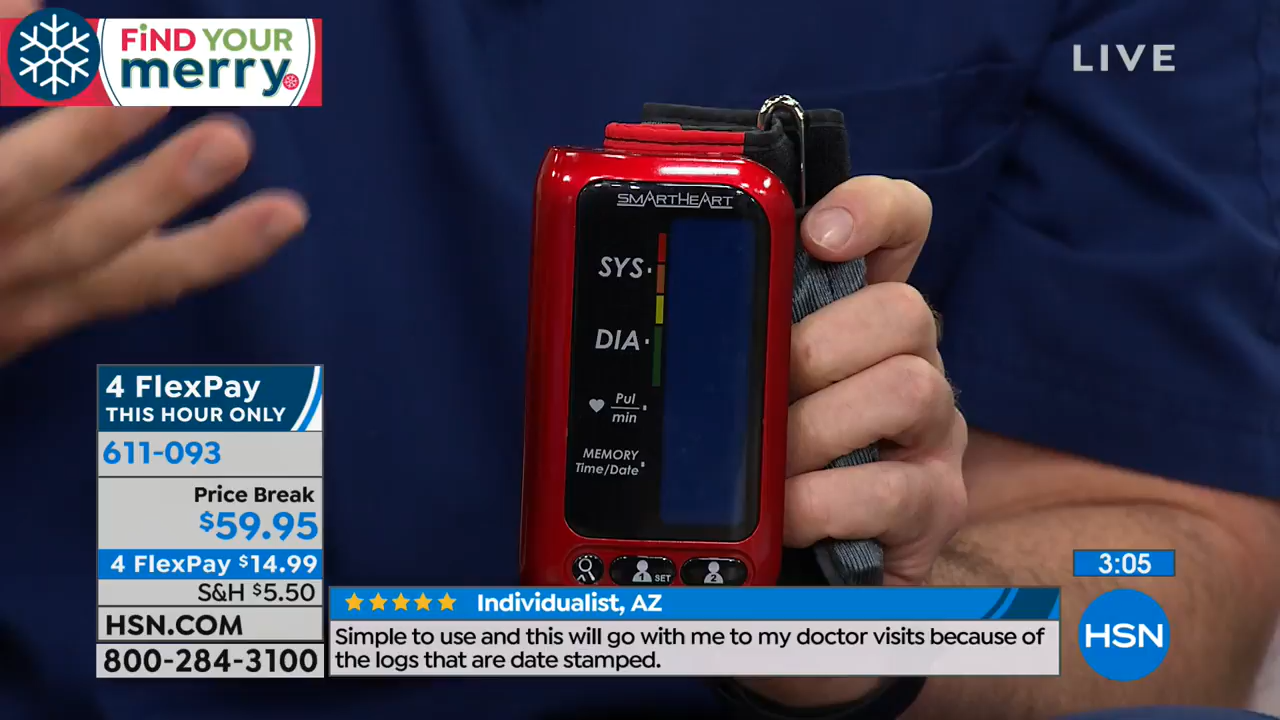 FiND YOUR
merry
LIVE
SMARTHEART
SYS
DIA
Pul
min
MEMORY
Time/Date
1 SET
2
4 FlexPay
THIS HOUR ONLY
611-093
Price Break
$59.95
4 FlexPay $14.99
S&H $5.50
HSN.COM
800-284-3100
Individualist, AZ
Simple to use and this will go with me to my doctor visits because of
the logs that are date stamped.
3:05
HSN